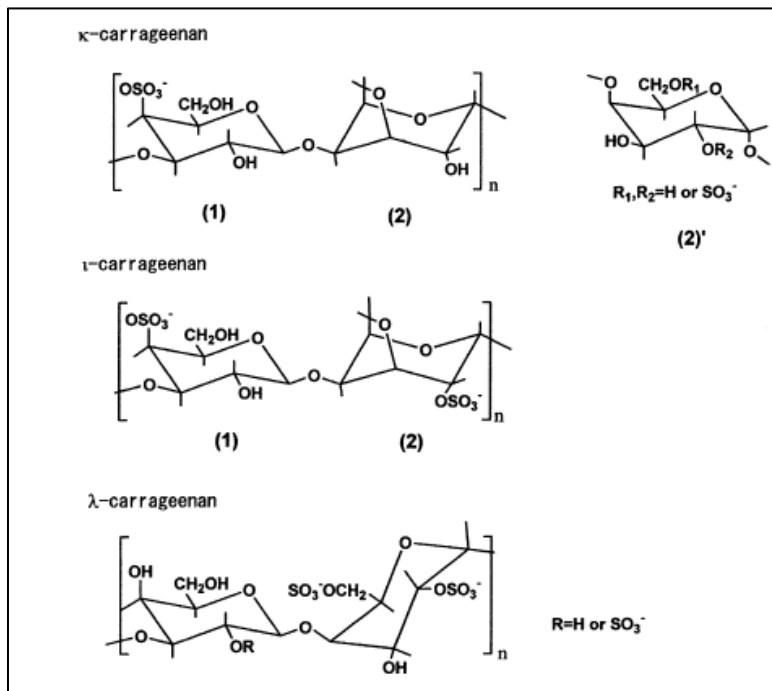 κ-carrageenan
OSO₃⁻
CH₂OH
O
O
OH
O
O
O
OH
n
(1)
(2)
O
CH₂OR₁
O
HO
OR₂
O
R₁,R₂=H or SO₃⁻
(2)'
ι-carrageenan
OSO₃⁻
CH₂OH
O
O
OH
O
O
O
OSO₃⁻
n
(1)
(2)
λ-carrageenan
OH
CH₂OH
O
O
OR
O
SO₃⁻OCH₂
O
OSO₃⁻
OH
n
R=H or SO₃⁻